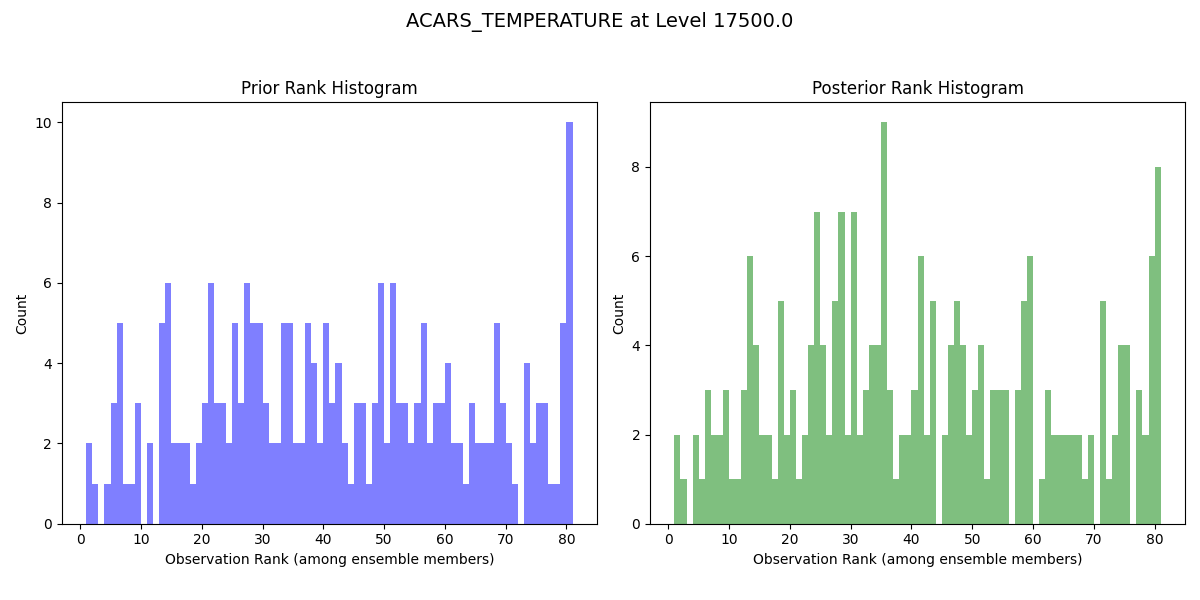 ACARS_TEMPERATURE at Level 17500.0
Prior Rank Histogram
Count
10
8
6
4
2
0
0 10 20 30 40 50 60 70 80
Observation Rank (among ensemble members)
Posterior Rank Histogram
Count
8
6
4
2
0
0 10 20 30 40 50 60 70 80
Observation Rank (among ensemble members)